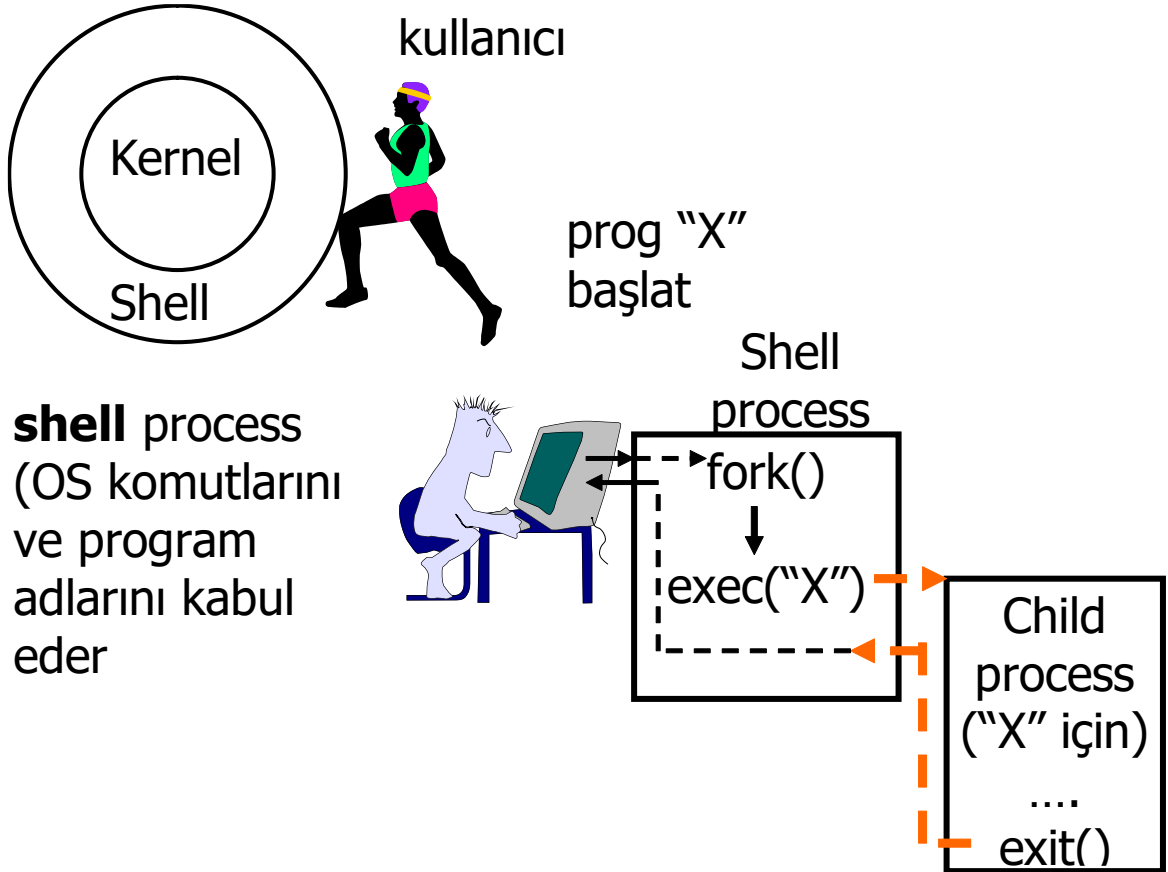 kullanıcı
Kernel
Shell
prog “X”
başlat
shell process
(OS komutlarını
ve program
adlarını kabul
eder
Shell
process
fork()
exec(“X”)
Child
process
(“X” için)
….
exit()